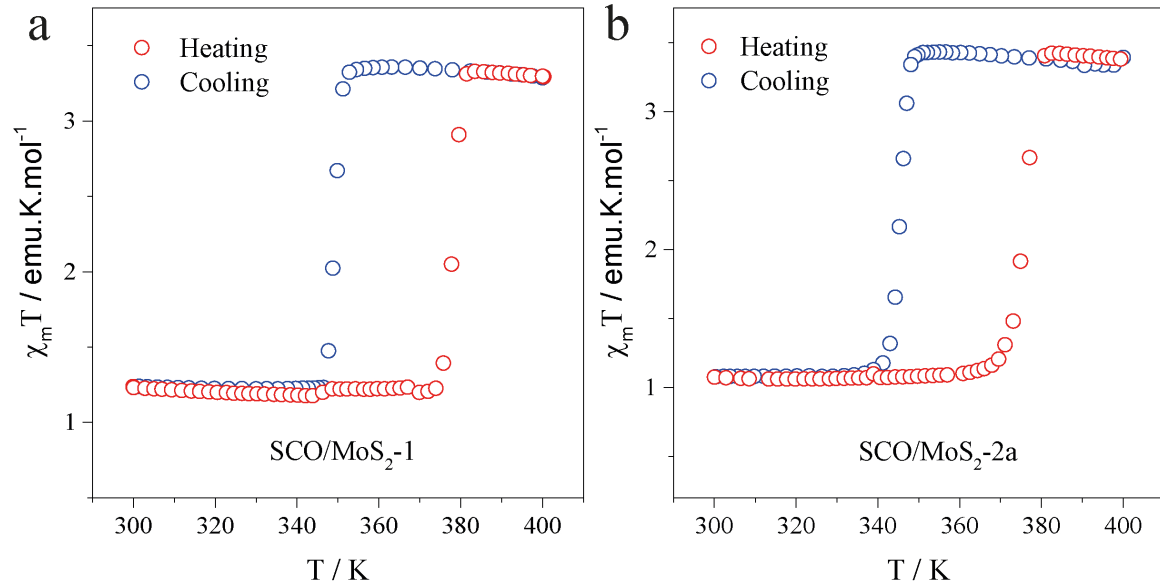 a
Heating
Cooling
3
2
1
χₘT / emu.K.mol⁻¹
SCO/MoS₂-1
300 320 340 360 380 400
T / K
b
Heating
Cooling
3
2
1
χₘT / emu.K.mol⁻¹
SCO/MoS₂-2a
300 320 340 360 380 400
T / K